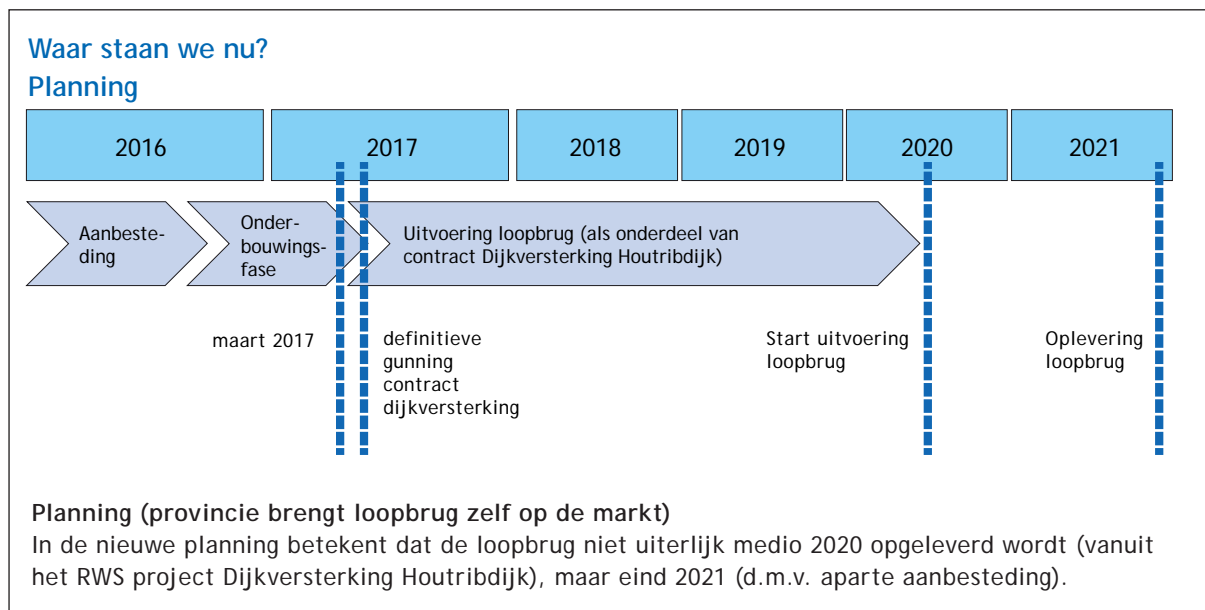 Waar staan we nu?
Planning
2016
2017
2018
2019
2020
2021
Aanbeste-
ding
Onder-
bouwings-
fase
Uitvoering loopbrug (als onderdeel van
contract Dijkversterking Houtribdijk)
maart 2017
definitieve
gunning
contract
dijkversterking
Start uitvoering
loopbrug
Oplevering
loopbrug
Planning (provincie brengt loopbrug zelf op de markt)
In de nieuwe planning betekent dat de loopbrug niet uiterlijk medio 2020 opgeleverd wordt (vanuit
het RWS project Dijkversterking Houtribdijk), maar eind 2021 (d.m.v. aparte aanbesteding).